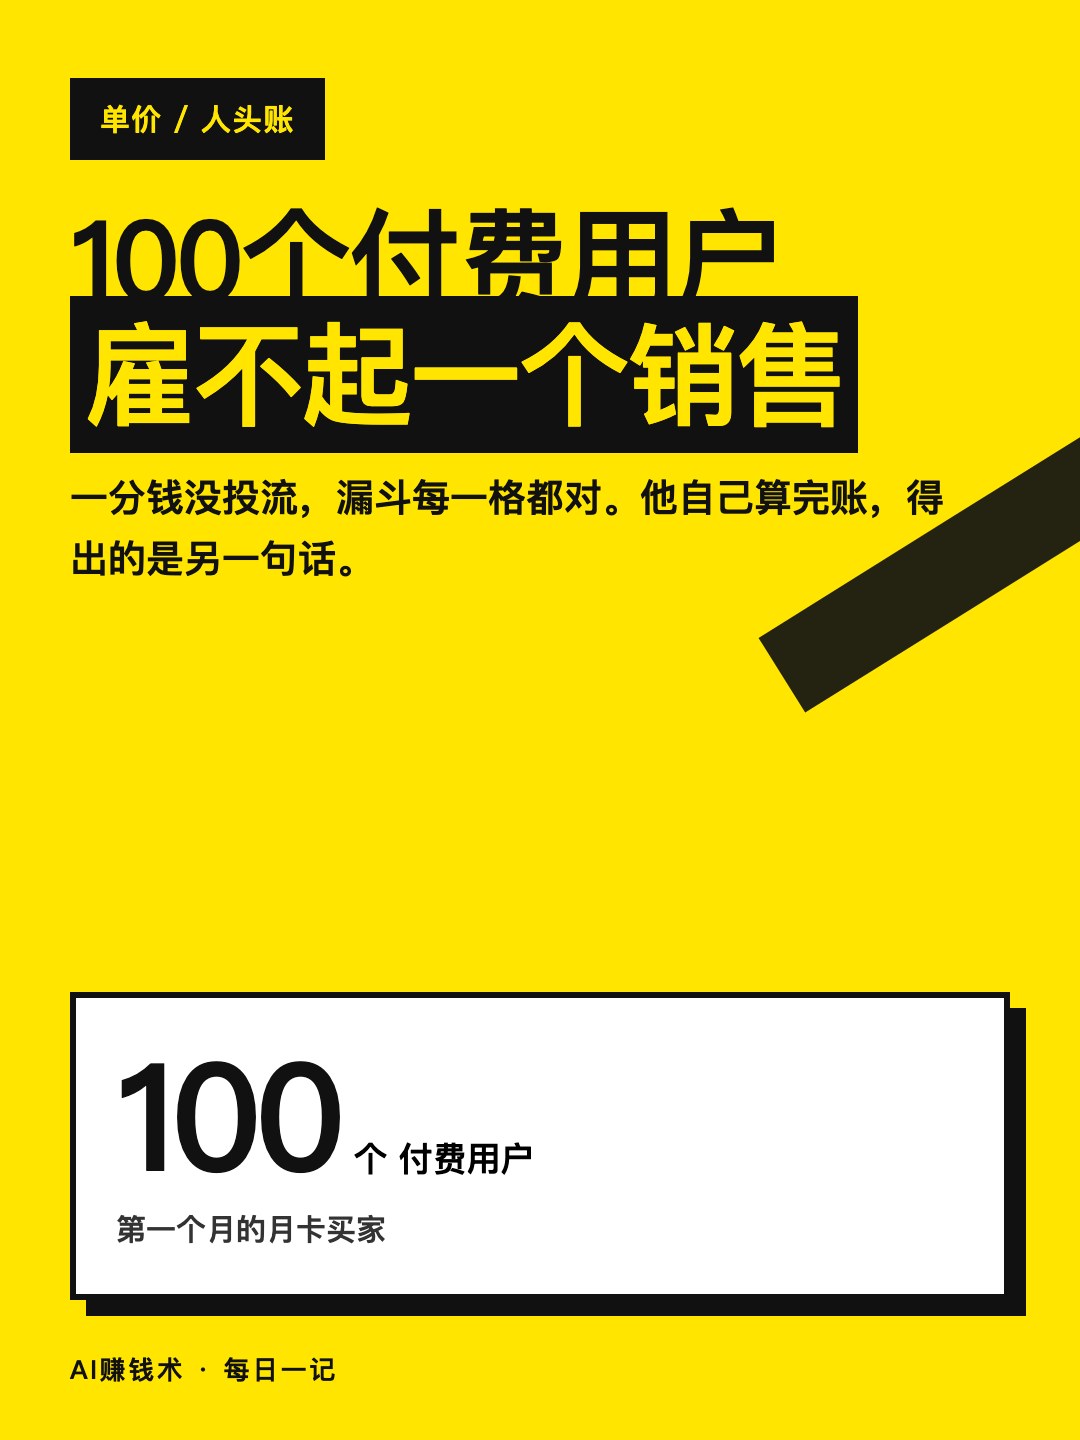 单价 / 人头账
100个付费用户
雇不起一个销售
一分钱没投流，漏斗每一格都对。他自己算完账，得
出的是另一句话。
100 个 付费用户
第一个月的月卡买家
AI赚钱术 · 每日一记